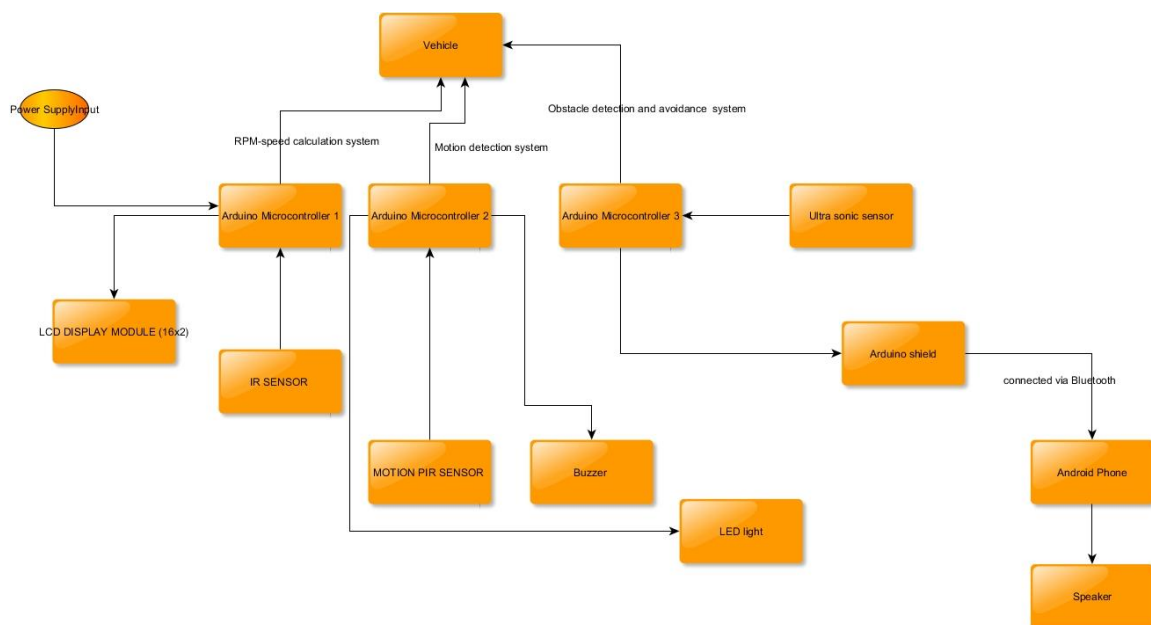 Vehicle
Power SupplyInput
Obstacle detection and avoidance system
RPM-speed calculation system
Motion detection system
Arduino Microcontroller 1
Arduino Microcontroller 2
Arduino Microcontroller 3
Ultra sonic sensor
LCD DISPLAY MODULE (16x2)
Arduino shield
IR SENSOR
connected via Bluetooth
MOTION PIR SENSOR
Buzzer
Android Phone
LED light
Speaker